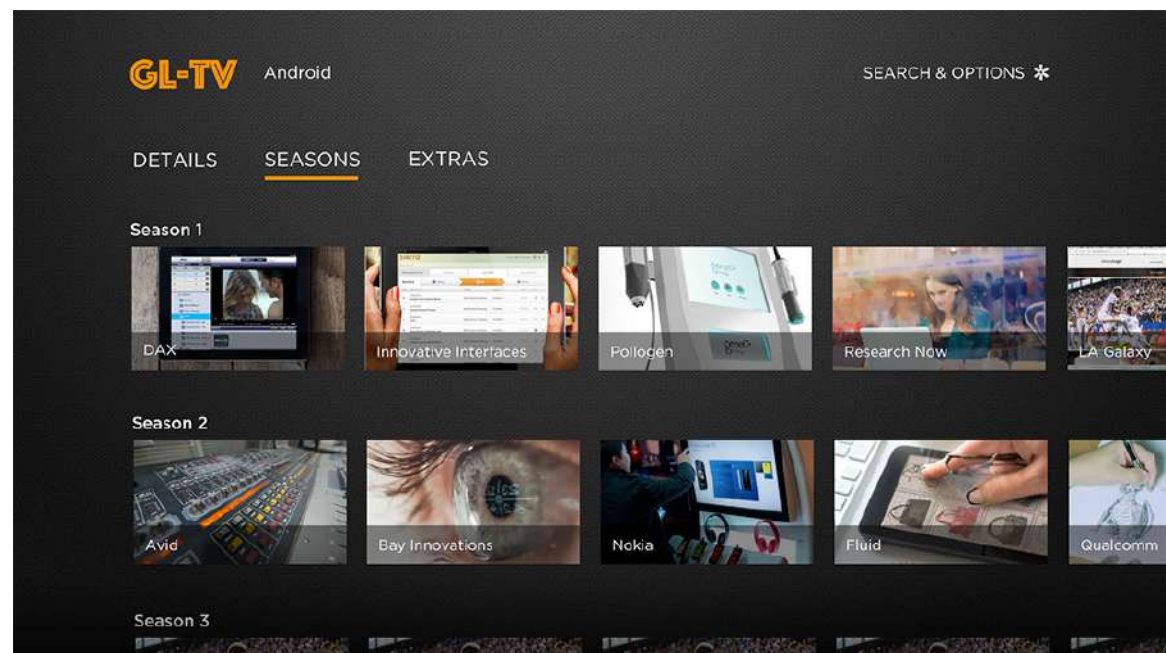 GL-TV Android SEARCH & OPTIONS *
DETAILS SEASONS EXTRAS
Season 1
DAX Innovative Interfaces Pollogen Research Now LA Galaxy
Season 2
Avid Bay Innovations Nokia Fluid Qualcomm
Season 3